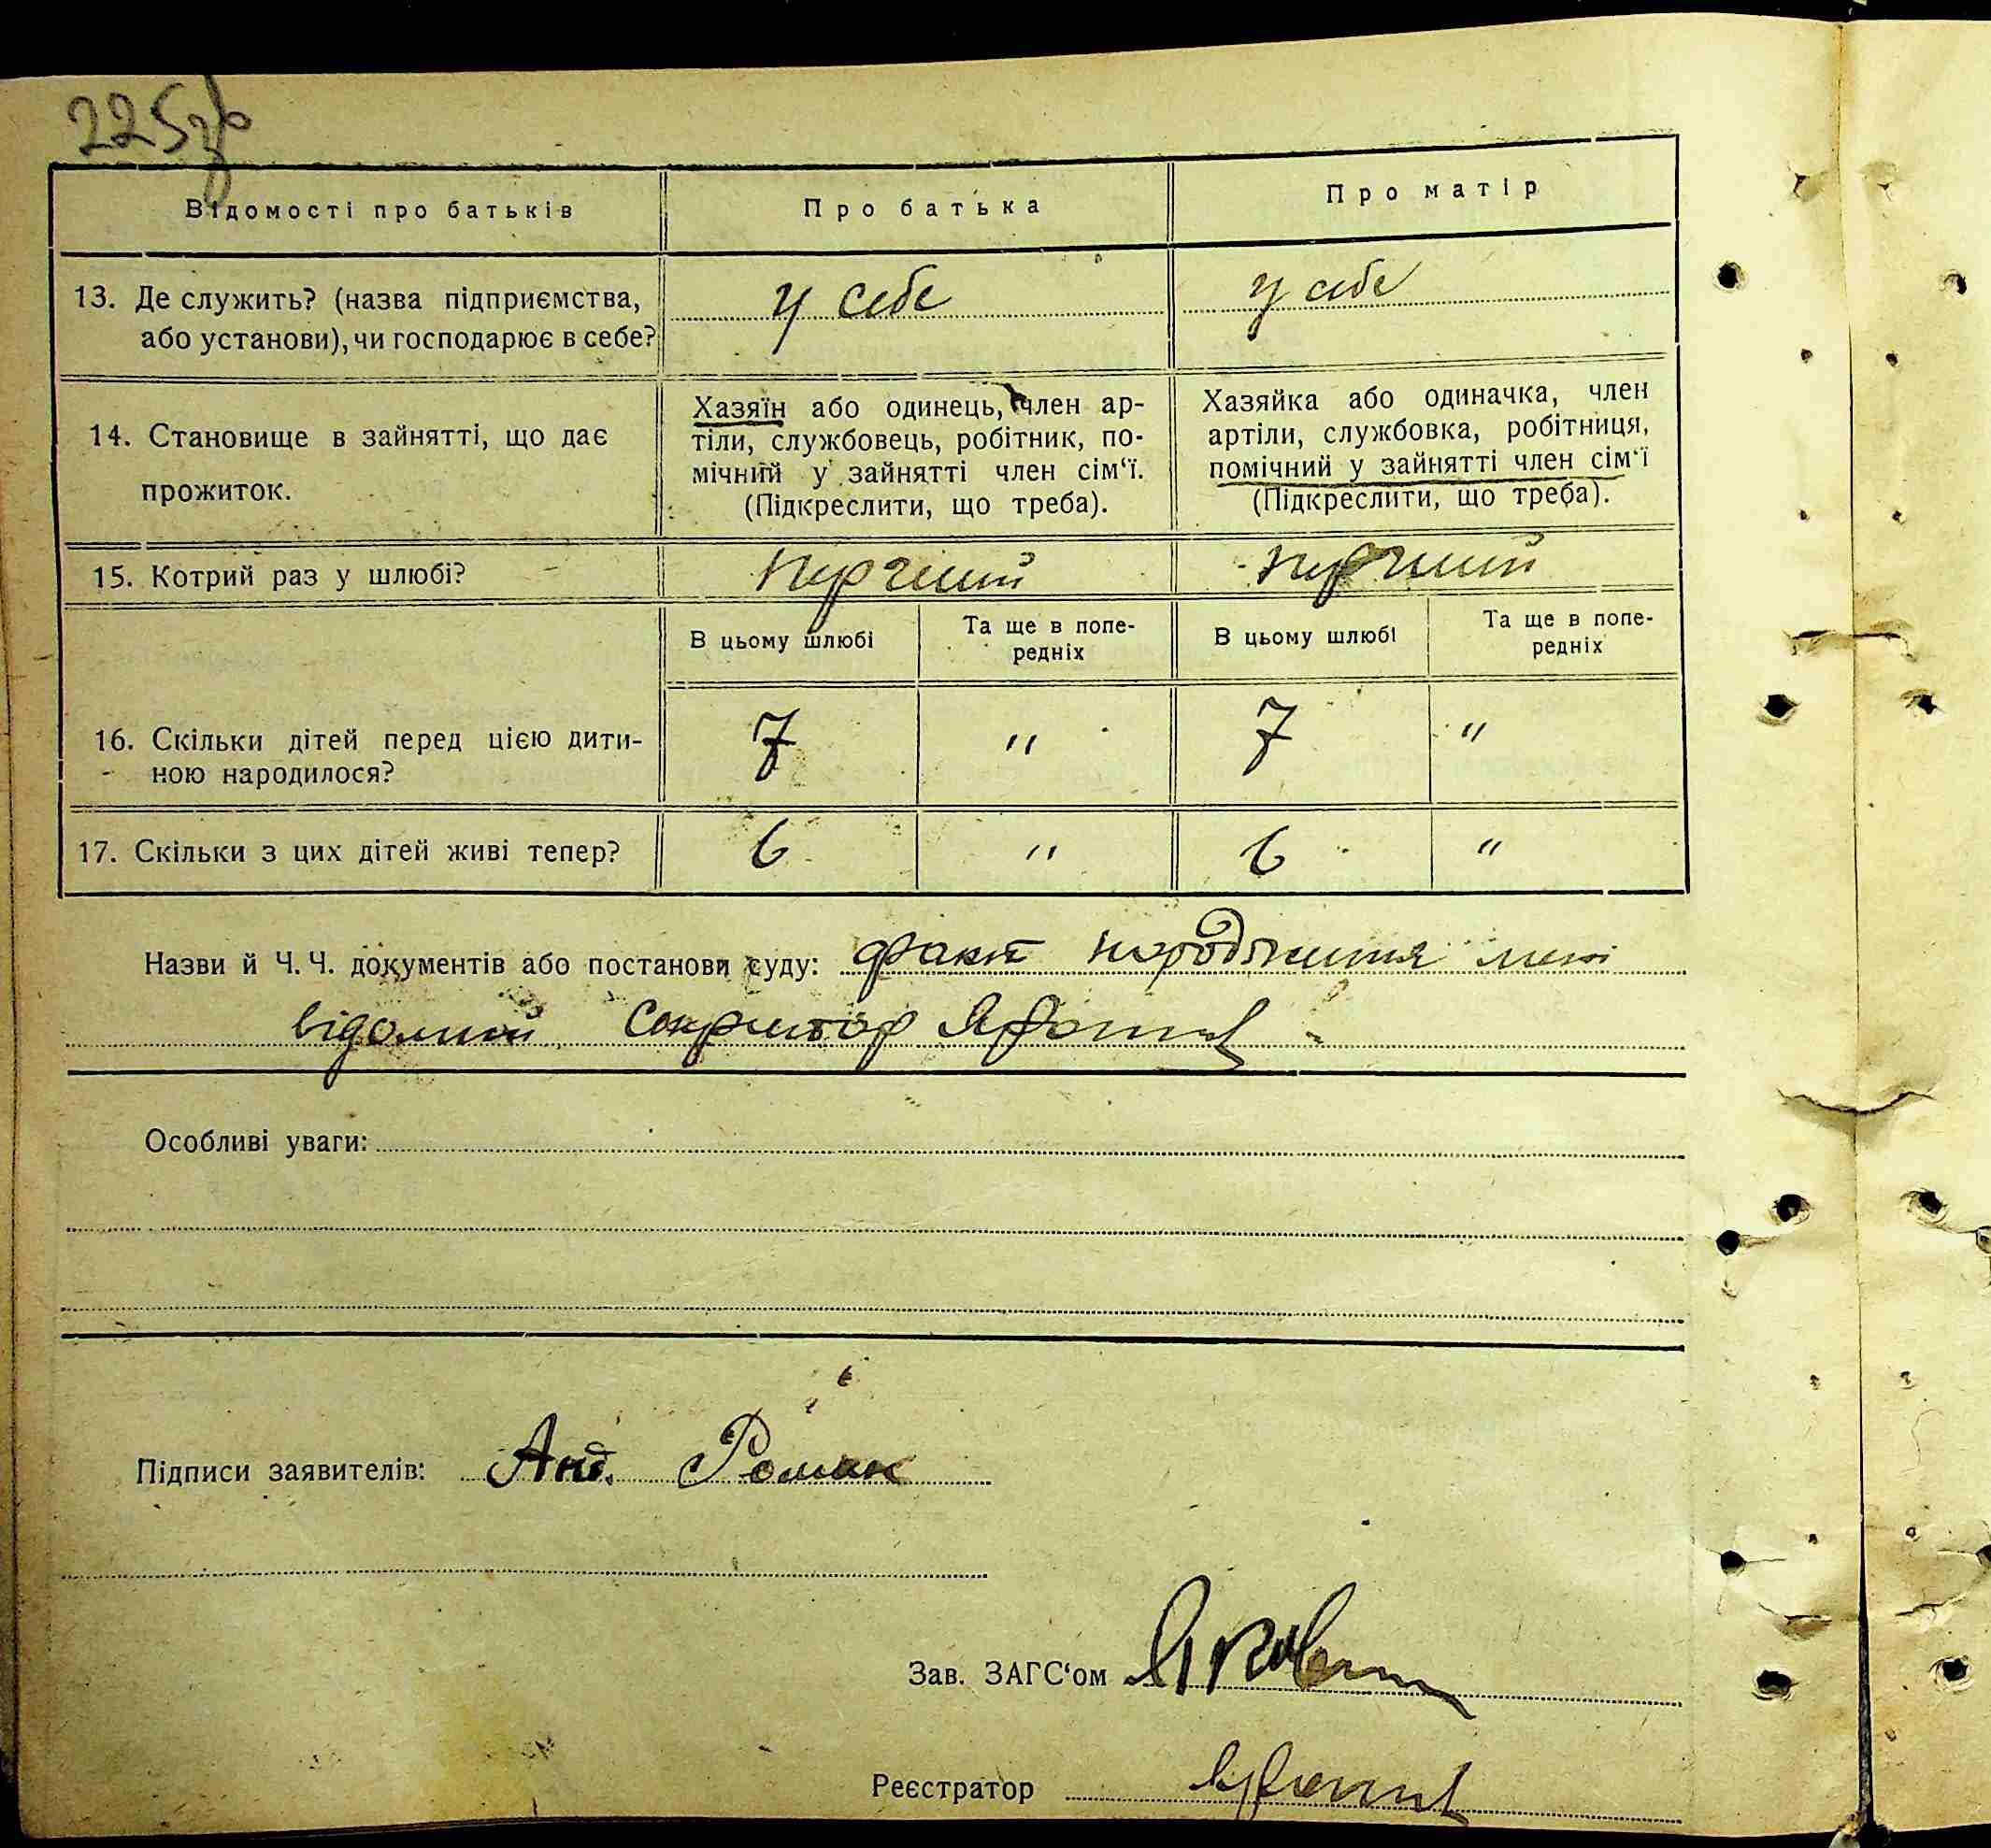 225зв
Відомості про батьків
Про батька
Про матір
13. Де служить? (назва підприємства,
або установи), чи господарює в себе?
у себе
у себе
14. Становище в зайнятті, що дає
прожиток.
Хазяїн або одинець, член ар-
тіли, службовець, робітник, по-
мічний у зайнятті член сім‘ї.
(Підкреслити, що треба).
Хазяйка або одиначка, член
артіли, службовка, робітниця,
помічний у зайнятті член сім‘ї
(Підкреслити, що треба).
15. Котрий раз у шлюбі?
перший
перший
В цьому шлюбі
Та ще в попе-
редніх
В цьому шлюбі
Та ще в попе-
редніх
16. Скільки дітей перед цією дити-
ною народилося?
7
"
7
"
17. Скільки з цих дітей живі тепер?
6
"
6
"
Назви й Ч. Ч. документів або постанови суду: факт народження мені
відомий секретар
Особливі уваги:
Підписи заявителів: Анд. Роман
Зав. ЗАГС‘ом
Реєстратор